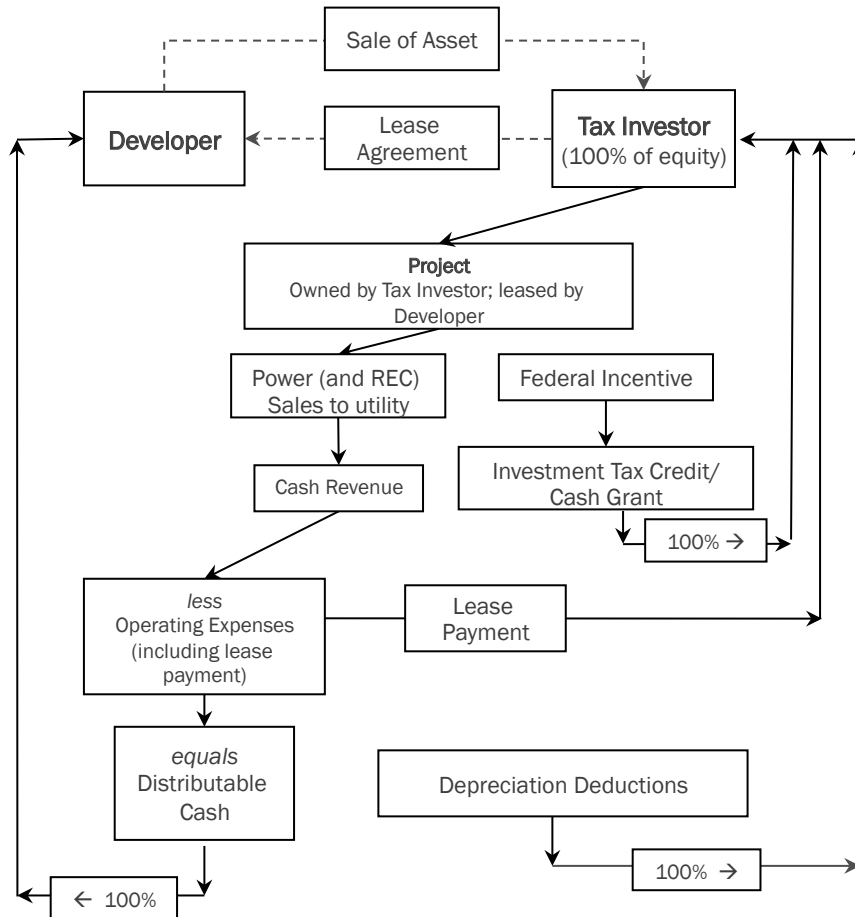 Sale of Asset
Developer
Lease
Agreement
Tax Investor
(100% of equity)
Project
Owned by Tax Investor; leased by
Developer
Power (and REC)
Sales to utility
Federal Incentive
Cash Revenue
Investment Tax Credit/
Cash Grant
100% →
less
Operating Expenses
(including lease
payment)
Lease
Payment
equals
Distributable
Cash
Depreciation Deductions
100% →
← 100%